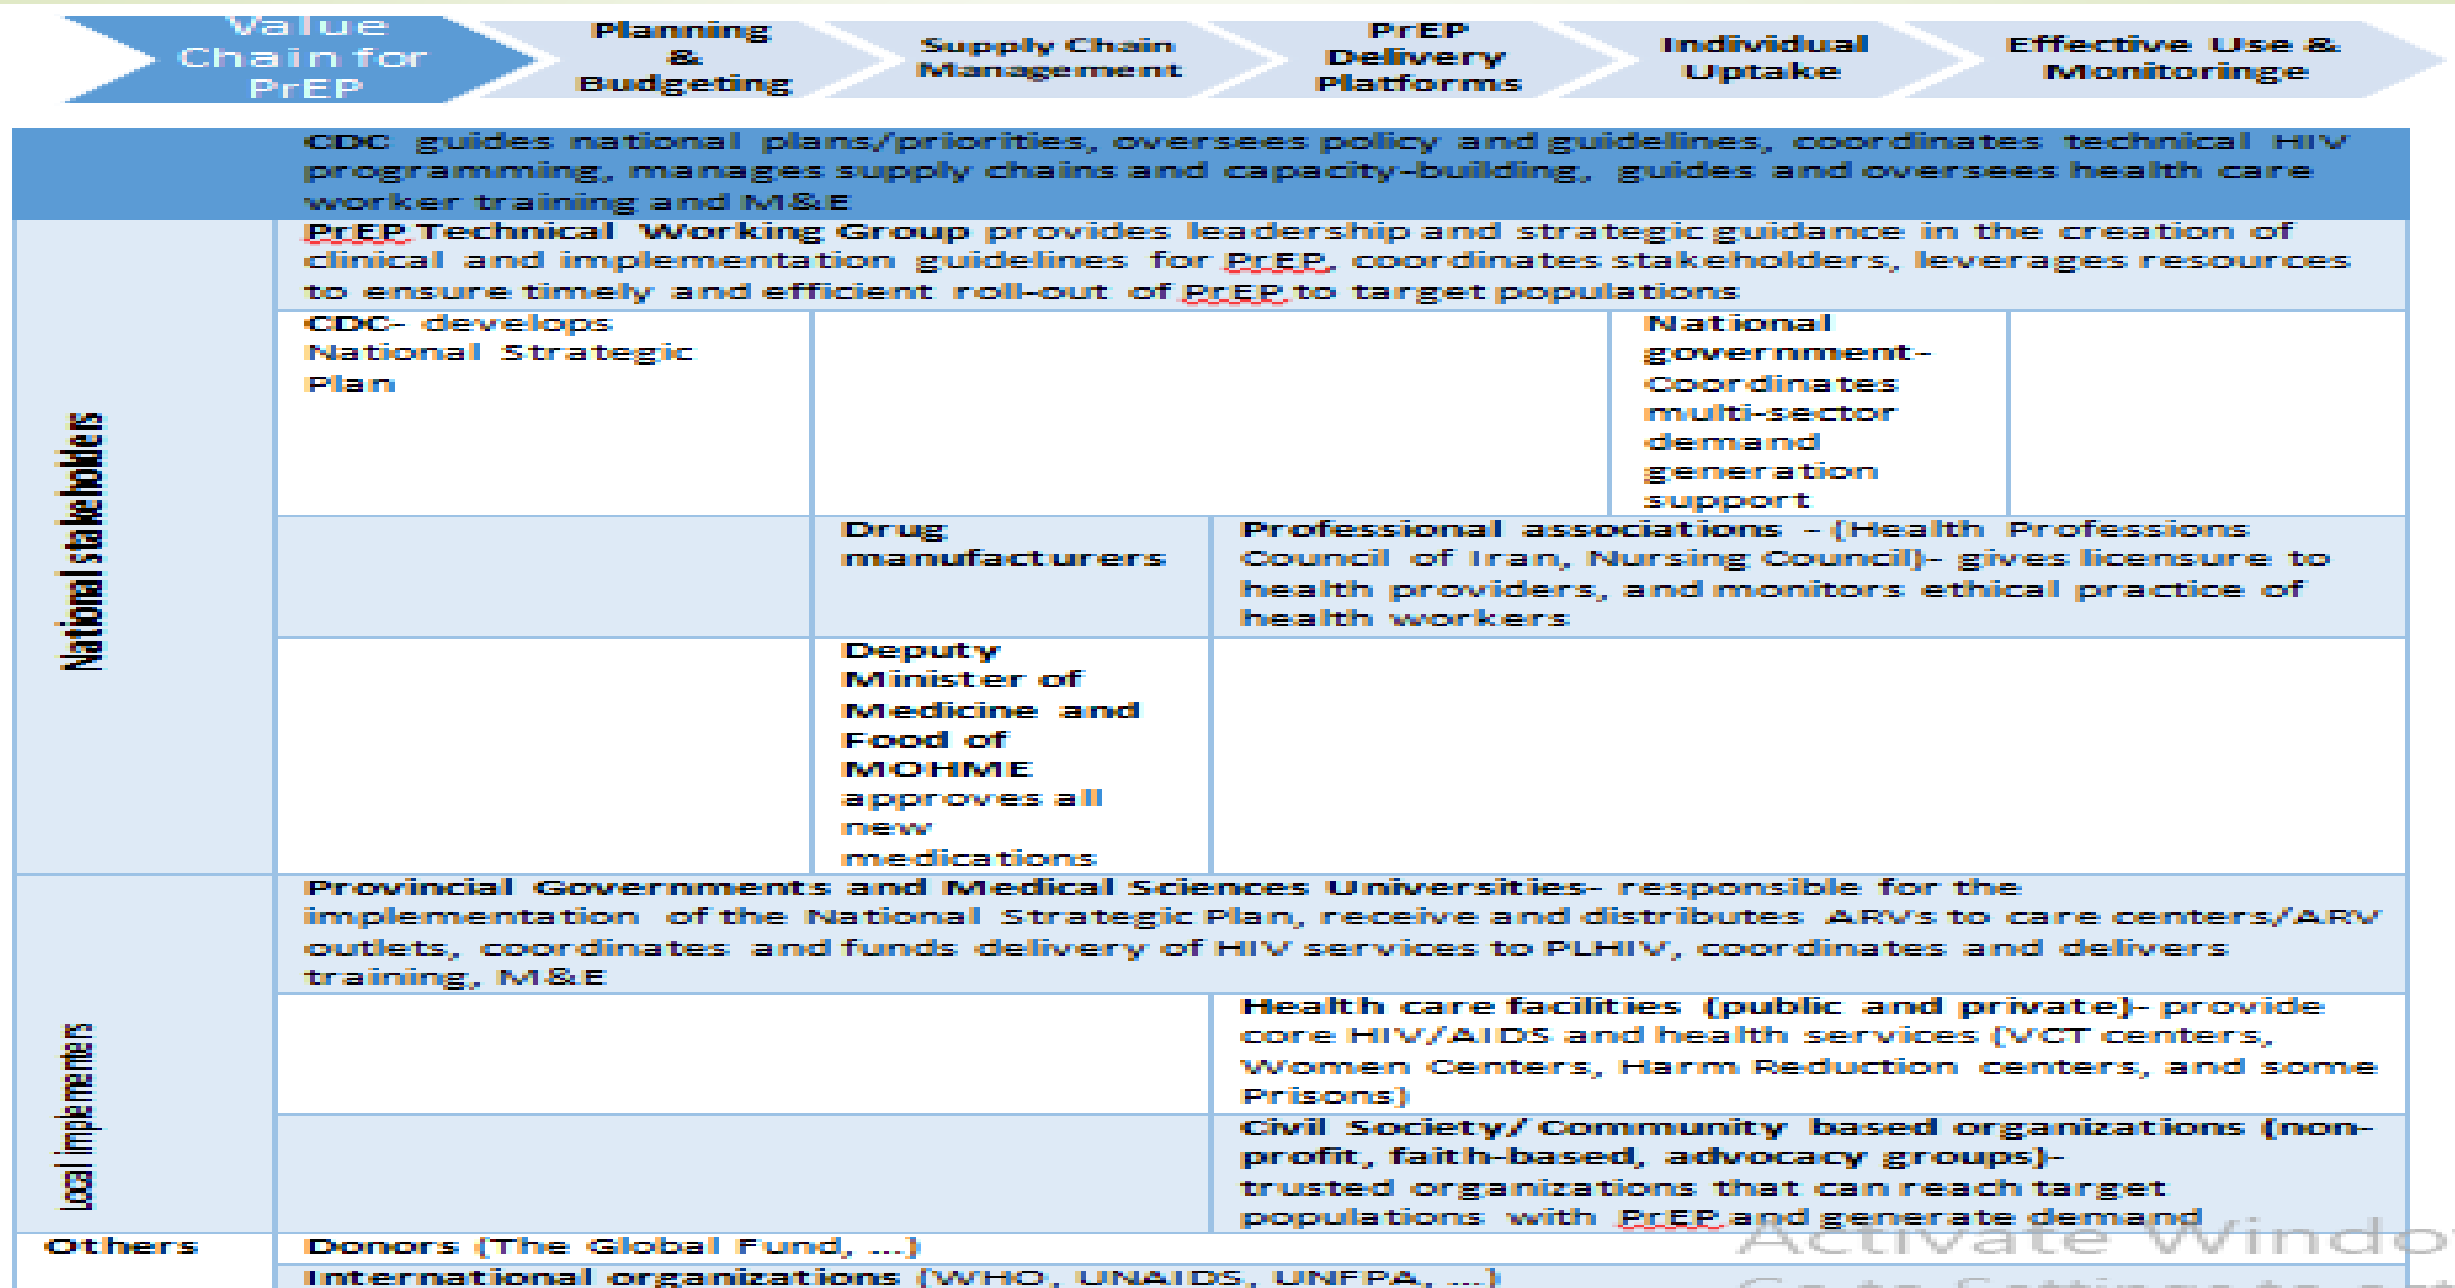 Value
Chain for
PrEP
Planning
&
Budgeting
Supply Chain
Management
PrEP
Delivery
Platforms
Individual
Uptake
Effective Use &
Monitoringe
CDC guides national plans/priorities, oversees policy and guidelines, coordinates technical HIV
programming, manages supply chains and capacity-building, guides and oversees health care
worker training and M&E
National stakeholders
PrEP Technical Working Group provides leadership and strategic guidance in the creation of
clinical and implementation guidelines for PrEP, coordinates stakeholders, leverages resources
to ensure timely and efficient roll-out of PrEP to target populations
CDC- develops
National Strategic
Plan
National
government-
Coordinates
multi-sector
demand
generation
support
Drug
manufacturers
Professional associations - (Health Professions
Council of Iran, Nursing Council)- gives licensure to
health providers, and monitors ethical practice of
health workers
Deputy
Minister of
Medicine and
Food of
MOHME
approves all
new
medications
Local implementers
Provincial Governments and Medical Sciences Universities- responsible for the
implementation of the National Strategic Plan, receive and distributes ARVs to care centers/ARV
outlets, coordinates and funds delivery of HIV services to PLHIV, coordinates and delivers
training, M&E
Health care facilities (public and private)- provide
core HIV/AIDS and health services (VCT centers,
Women Centers, Harm Reduction centers, and some
Prisons)
Civil Society/ Community based organizations (non-
profit, faith-based, advocacy groups)-
trusted organizations that can reach target
populations with PrEP and generate demand
Others
Donors (The Global Fund, ...)
International organizations (WHO, UNAIDS, UNFPA, ...)
Activate Windo